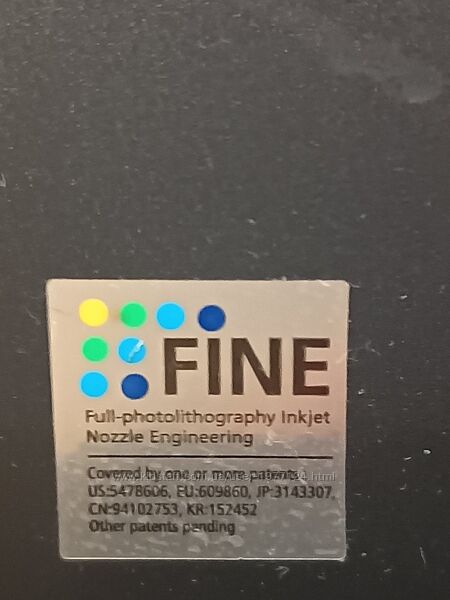 FINE
Full-photolithography Inkjet
Nozzle Engineering
Covered by one or more patents
US:5478606, EU:609860, JP:3143307,
CN:94102753, KR:152452
Other patents pending